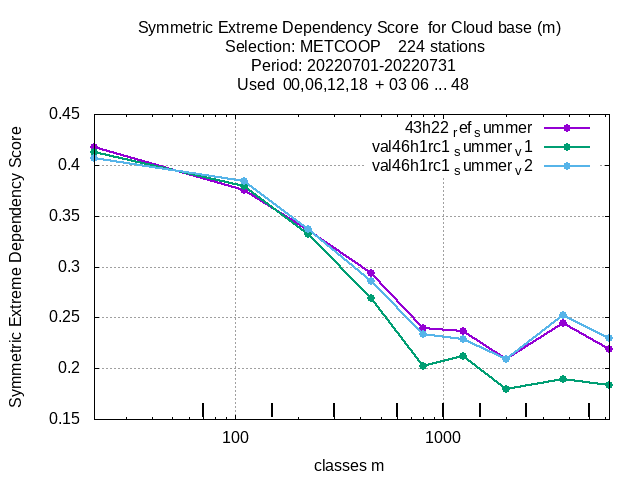 Symmetric Extreme Dependency Score  for Cloud base (m)
Selection: METCOOP    224 stations
Period: 20220701-20220731
Used  00,06,12,18  + 03 06 ... 48
43h22 ref summer
val46h1rc1 summer v1
val46h1rc1 summer v2
Symmetric Extreme Dependency Score
0.45
0.4
0.35
0.3
0.25
0.2
0.15
100
1000
classes m